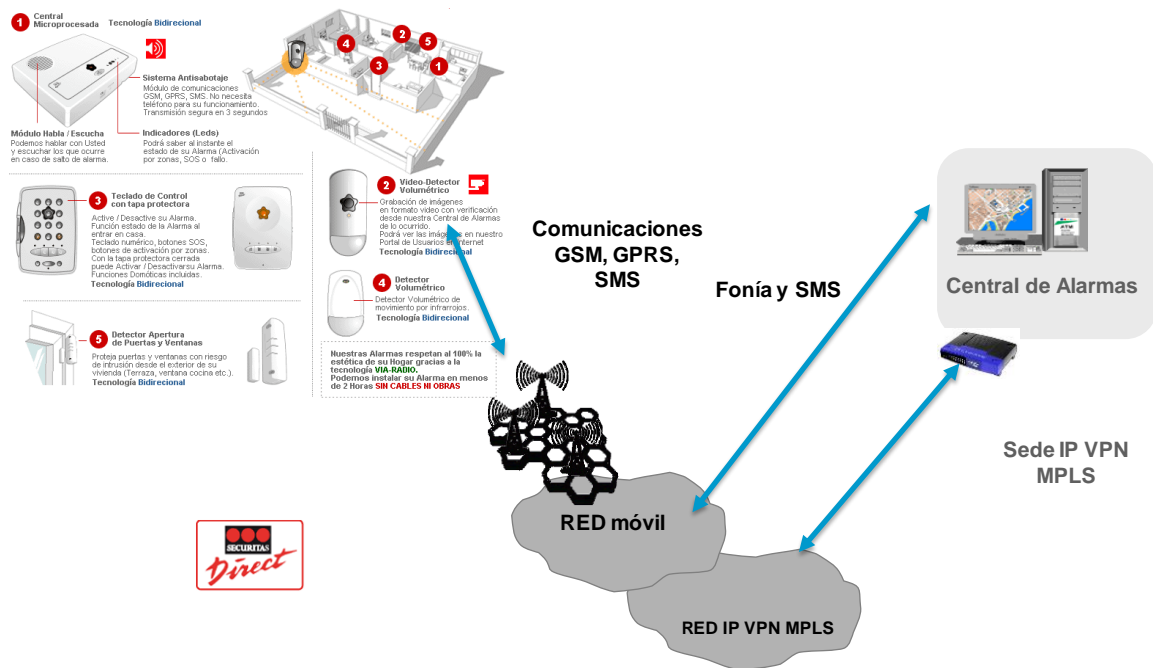 1 Central
Microprocesada
Tecnología Bidirecional
Sistema Antisabotaje
Módulo de comunicaciones
GSM, GPRS, SMS. No necesita
teléfono para su funcionamiento.
Transmisión segura en 3 segundos
Módulo Habla / Escucha
Podemos hablar con Usted
y escuchar los que ocurre
en caso de salto de alarma.
Indicadores (Leds)
Podrá saber al instante el
estado de su Alarma (Activación
por zonas, SOS o fallo.
4
2
5
3
1
3 Teclado de Control
con tapa protectora
Active / Desactive su Alarma.
Función estado de la Alarma al
entrar en casa.
Teclado numérico, botones SOS,
botones de activación por zonas.
Con la tapa protectora cerrada
puede Activar / Desactivarsu Alarma.
Funciones Domóticas incluidas.
Tecnología Bidirecional
2 Video-Detector
Volumétrico
Grabación de imágenes
en formato video con verificación
desde nuestra Central de Alarmas
de lo ocurrido.
Podrá ver las imágenes en nuestro
Portal de Usuarios en Internet
Tecnología Bidirecional
4 Detector
Volumétrico
Detector Volumétrico de
movimiento por infrarrojos.
Tecnología Bidirecional
5 Detector Apertura
de Puertas y Ventanas
Proteja puertas y ventanas con riesgo
de intrusión desde el exterior de su
vivienda (Terraza, ventana cocina etc.).
Tecnología Bidirecional
Nuestras Alarmas respetan al 100% la
estética de su Hogar gracias a la
tecnología VIA-RADIO.
Podemos instalar su Alarma en menos
de 2 Horas SIN CABLES NI OBRAS
Comunicaciones
GSM, GPRS,
SMS
Fonía y SMS
ATM
Central de Alarmas
Sede IP VPN
MPLS
RED móvil
RED IP VPN MPLS
SECURITAS
Direct